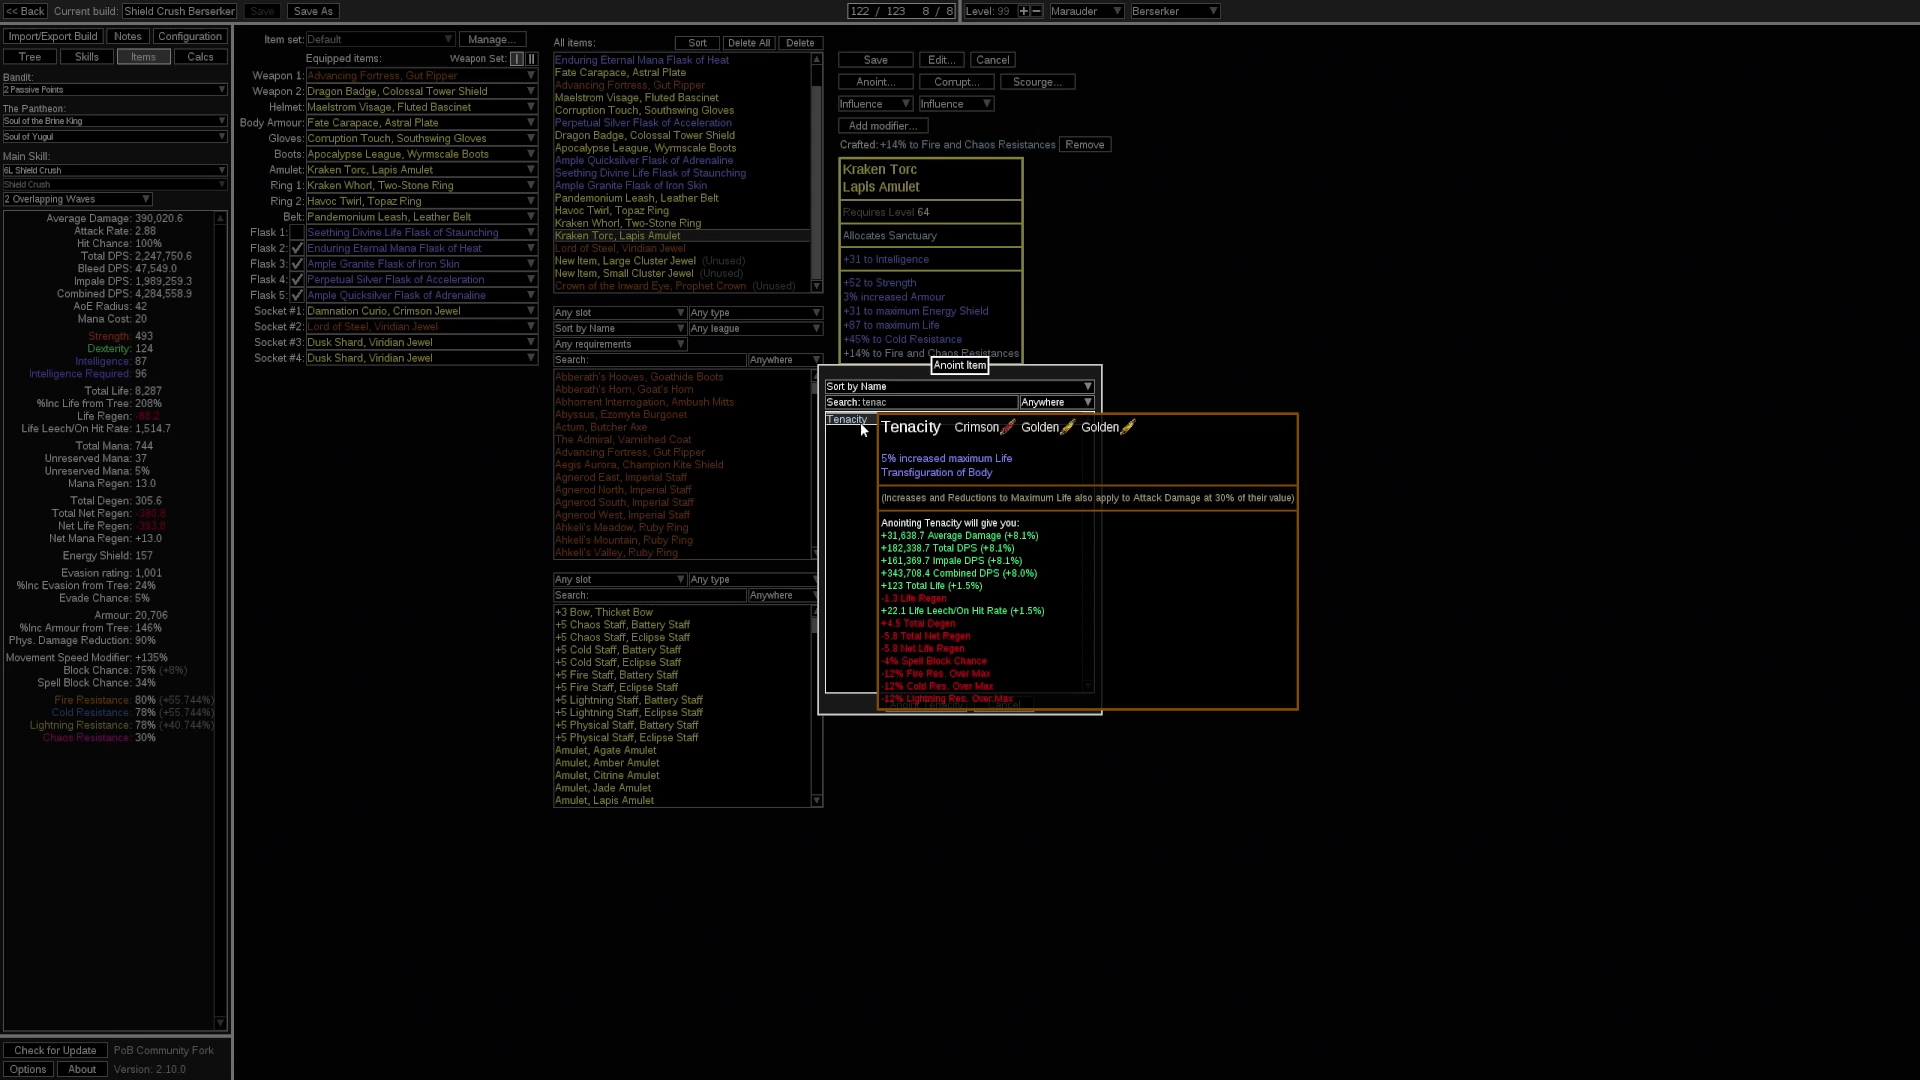 << Back Current build: Shield Crush Berserker Save Save As 122 / 123 8 / 8 Level: 99 + - Marauder Berserker
Import/Export Build Notes Configuration
Tree Skills Items Calcs
Bandit:
2 Passive Points
The Pantheon:
Soul of the Brine King
Soul of Yugul
Main Skill:
6L Shield Crush
Shield Crush
2 Overlapping Waves
Average Damage: 390,020.6
Attack Rate: 2.88
Hit Chance: 100%
Total DPS: 2,247,750.6
Bleed DPS: 47,549.0
Impale DPS: 1,989,259.3
Combined DPS: 4,284,558.9
AoE Radius: 42
Mana Cost: 20
Strength: 493
Dexterity: 124
Intelligence: 87
Intelligence Required: 96
Total Life: 8,287
%Inc Life from Tree: 208%
Life Regen: -88.2
Life Leech/On Hit Rate: 1,514.7
Total Mana: 744
Unreserved Mana: 37
Unreserved Mana: 5%
Mana Regen: 13.0
Total Degen: 305.6
Total Net Regen: -380.8
Net Life Regen: -393.8
Net Mana Regen: +13.0
Energy Shield: 157
Evasion rating: 1,001
%Inc Evasion from Tree: 24%
Evade Chance: 5%
Armour: 20,706
%Inc Armour from Tree: 146%
Phys. Damage Reduction: 90%
Movement Speed Modifier: +135%
Block Chance: 75% (+8%)
Spell Block Chance: 34%
Fire Resistance: 80% (+55.744%)
Cold Resistance: 78% (+55.744%)
Lightning Resistance: 78% (+40.744%)
Chaos Resistance: 30%
Check for Update PoB Community Fork
Options About Version: 2.10.0
Item set: Default Manage...
Equipped items: Weapon Set: I II
Weapon 1: Advancing Fortress, Gut Ripper
Weapon 2: Dragon Badge, Colossal Tower Shield
Helmet: Maelstrom Visage, Fluted Bascinet
Body Armour: Fate Carapace, Astral Plate
Gloves: Corruption Touch, Southswing Gloves
Boots: Apocalypse League, Wyrmscale Boots
Amulet: Kraken Torc, Lapis Amulet
Ring 1: Kraken Whorl, Two-Stone Ring
Ring 2: Havoc Twirl, Topaz Ring
Belt: Pandemonium Leash, Leather Belt
Flask 1: Seething Divine Life Flask of Staunching
Flask 2: Enduring Eternal Mana Flask of Heat
Flask 3: Ample Granite Flask of Iron Skin
Flask 4: Perpetual Silver Flask of Acceleration
Flask 5: Ample Quicksilver Flask of Adrenaline
Socket #1: Damnation Curio, Crimson Jewel
Socket #2: Lord of Steel, Viridian Jewel
Socket #3: Dusk Shard, Viridian Jewel
Socket #4: Dusk Shard, Viridian Jewel
All items: Sort Delete All Delete
Enduring Eternal Mana Flask of Heat
Fate Carapace, Astral Plate
Advancing Fortress, Gut Ripper
Maelstrom Visage, Fluted Bascinet
Corruption Touch, Southswing Gloves
Perpetual Silver Flask of Acceleration
Dragon Badge, Colossal Tower Shield
Apocalypse League, Wyrmscale Boots
Ample Quicksilver Flask of Adrenaline
Seething Divine Life Flask of Staunching
Ample Granite Flask of Iron Skin
Pandemonium Leash, Leather Belt
Havoc Twirl, Topaz Ring
Kraken Whorl, Two-Stone Ring
Kraken Torc, Lapis Amulet
Lord of Steel, Viridian Jewel
New Item, Large Cluster Jewel (Unused)
New Item, Small Cluster Jewel (Unused)
Crown of the Inward Eye, Prophet Crown (Unused)
Any slot Any type
Sort by Name Any league
Any requirements
Search: Anywhere
Abberath's Hooves, Goathide Boots
Abberath's Horn, Goat's Horn
Abhorrent Interrogation, Ambush Mitts
Abyssus, Ezomyte Burgonet
Actum, Butcher Axe
The Admiral, Varnished Coat
Advancing Fortress, Gut Ripper
Aegis Aurora, Champion Kite Shield
Agnerod East, Imperial Staff
Agnerod North, Imperial Staff
Agnerod South, Imperial Staff
Agnerod West, Imperial Staff
Ahkeli's Meadow, Ruby Ring
Ahkeli's Mountain, Ruby Ring
Ahkeli's Valley, Ruby Ring
Any slot Any type
Search: Anywhere
+3 Bow, Thicket Bow
+5 Chaos Staff, Battery Staff
+5 Chaos Staff, Eclipse Staff
+5 Cold Staff, Battery Staff
+5 Cold Staff, Eclipse Staff
+5 Fire Staff, Battery Staff
+5 Fire Staff, Eclipse Staff
+5 Lightning Staff, Battery Staff
+5 Lightning Staff, Eclipse Staff
+5 Physical Staff, Battery Staff
+5 Physical Staff, Eclipse Staff
Amulet, Agate Amulet
Amulet, Amber Amulet
Amulet, Citrine Amulet
Amulet, Jade Amulet
Amulet, Lapis Amulet
Save Edit... Cancel
Anoint... Corrupt... Scourge...
Influence Influence
Add modifier...
Crafted: +14% to Fire and Chaos Resistances Remove
Kraken Torc
Lapis Amulet
Requires Level 64
Allocates Sanctuary
+31 to Intelligence
+52 to Strength
3% increased Armour
+31 to maximum Energy Shield
+87 to maximum Life
+45% to Cold Resistance
+14% to Fire and Chaos Resistances
Anoint Item
Sort by Name
Search: tenac Anywhere
Tenacity
Tenacity Crimson Golden Golden
5% increased maximum Life
Transfiguration of Body
(Increases and Reductions to Maximum Life also apply to Attack Damage at 30% of their value)
Anointing Tenacity will give you:
+31,638.7 Average Damage (+8.1%)
+182,338.7 Total DPS (+8.1%)
+161,369.7 Impale DPS (+8.1%)
+343,708.4 Combined DPS (+8.0%)
+123 Total Life (+1.5%)
-1.3 Life Regen
+22.1 Life Leech/On Hit Rate (+1.5%)
+4.5 Total Degen
-5.8 Total Net Regen
-5.8 Net Life Regen
-4% Spell Block Chance
-12% Fire Res. Over Max
-12% Cold Res. Over Max
-12% Lightning Res. Over Max
Anoint Tenacity Cancel